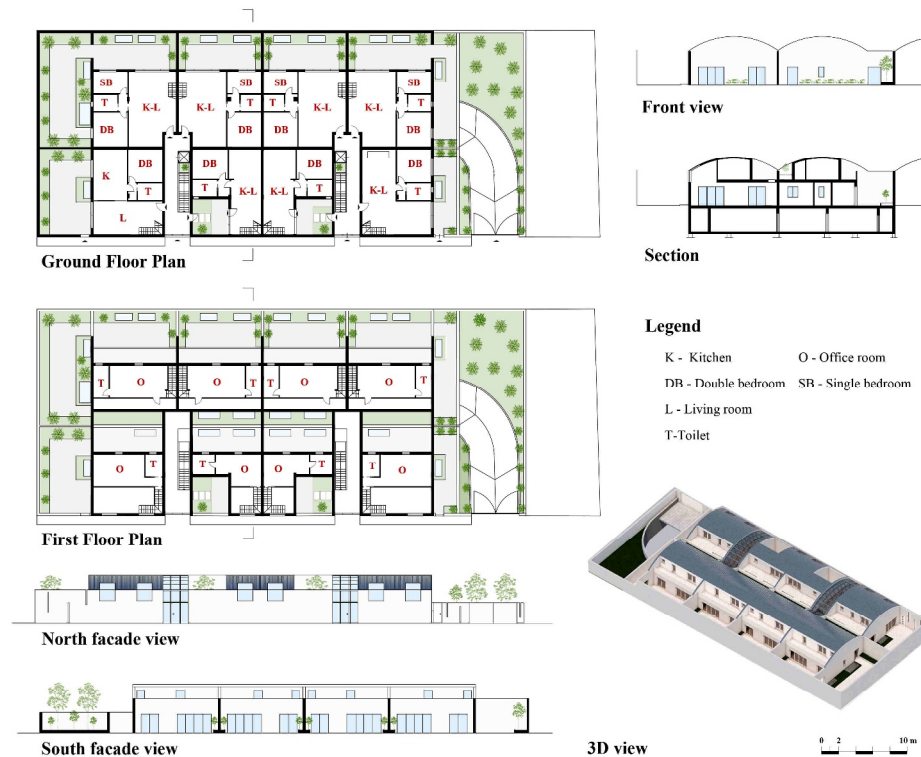 SB
SB
SB
SB
T
K-L
K-L
T
T
K-L
K-L
T
DB
DB
DB
DB
K
DB
DB
DB
DB
T
T
K-L
K-L
T
K-L
T
L
Ground Floor Plan
Front view
Section
T
O
O
T
T
O
O
T
O
T
T
O
O
T
T
O
First Floor Plan
Legend
K - Kitchen
O - Office room
DB - Double bedroom
SB - Single bedroom
L - Living room
T-Toilet
North facade view
South facade view
3D view
0 2 10 m